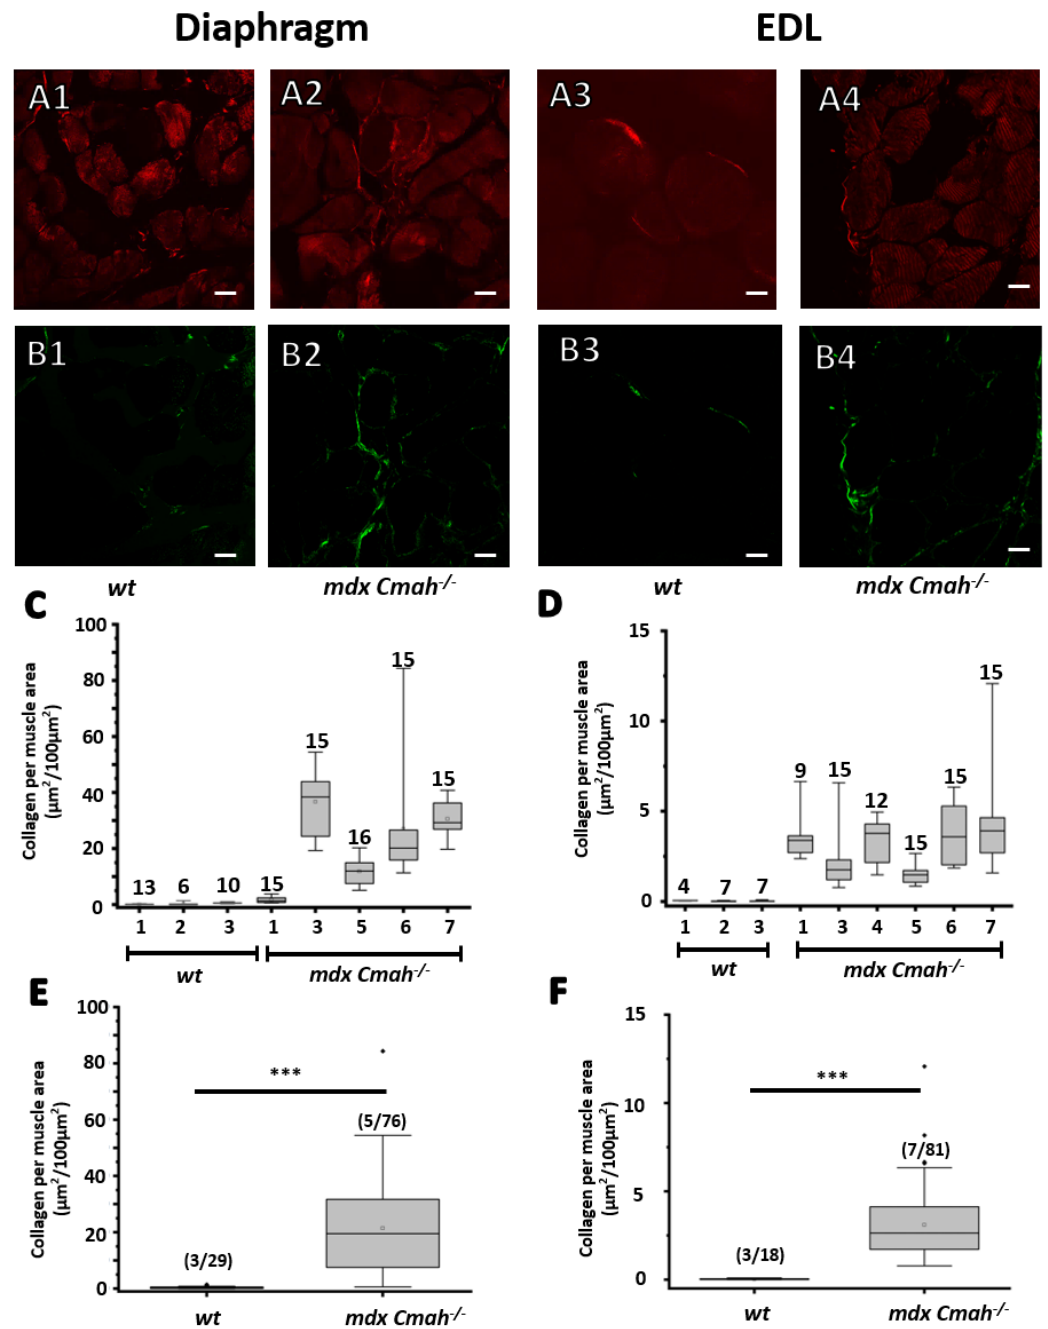 Diaphragm EDL
A1 A2 A3 A4
B1 B2 B3 B4
wt mdx Cmah-/- wt mdx Cmah-/-
C
Collagen per muscle area
(µm²/100µm²)
100
80
60
40
20
0
13 6 10 15 15 16 15 15
1 2 3 1 3 5 6 7
wt mdx Cmah-/-
D
Collagen per muscle area
(µm²/100µm²)
15
10
5
0
4 7 7 9 15 12 15 15 15
1 2 3 1 3 4 5 6 7
wt mdx Cmah-/-
E
Collagen per muscle area
(µm²/100µm²)
100
80
60
40
20
0
***
(3/29) (5/76)
wt mdx Cmah-/-
F
Collagen per muscle area
(µm²/100µm²)
15
10
5
0
***
(3/18) (7/81)
wt mdx Cmah-/-